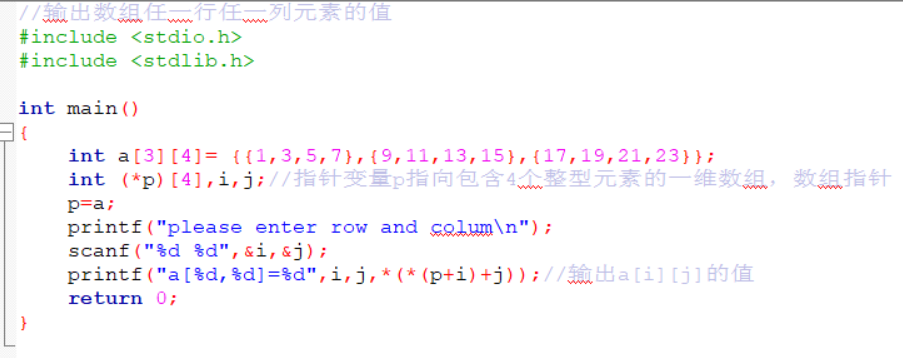 //输出数组任一行任一列元素的值
#include <stdio.h>
#include <stdlib.h>
int main()
{
int a[3][4]= {{1,3,5,7},{9,11,13,15},{17,19,21,23}};
int (*p)[4],i,j;//指针变量p指向包含4个整型元素的一维数组，数组指针
p=a;
printf("please enter row and colum\n");
scanf("%d %d",&i,&j);
printf("a[%d,%d]=%d",i,j,*(*(p+i)+j));//输出a[i][j]的值
return 0;
}